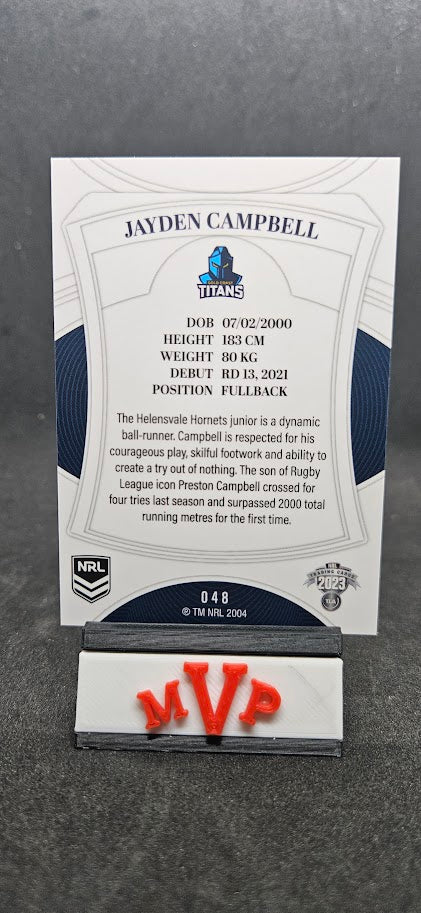 JAYDEN CAMPBELL
GOLD COAST
TITANS
DOB 07/02/2000
HEIGHT 183 CM
WEIGHT 80 KG
DEBUT RD 13, 2021
POSITION FULLBACK
The Helensvale Hornets junior is a dynamic
ball-runner. Campbell is respected for his
courageous play, skilful footwork and ability to
create a try out of nothing. The son of Rugby
League icon Preston Campbell crossed for
four tries last season and surpassed 2000 total
running metres for the first time.
NRL
NRL
TRADING CARDS
2023
TLA
048
© TM NRL 2004
MVP